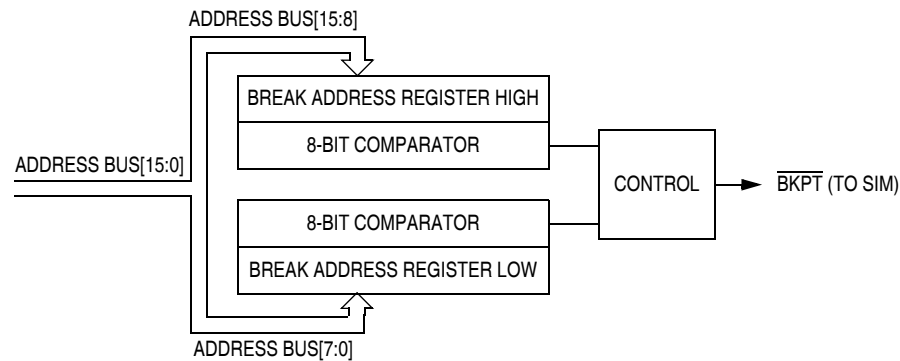 ADDRESS BUS[15:8]
BREAK ADDRESS REGISTER HIGH
8-BIT COMPARATOR
ADDRESS BUS[15:0]
CONTROL
BKPT (TO SIM)
8-BIT COMPARATOR
BREAK ADDRESS REGISTER LOW
ADDRESS BUS[7:0]